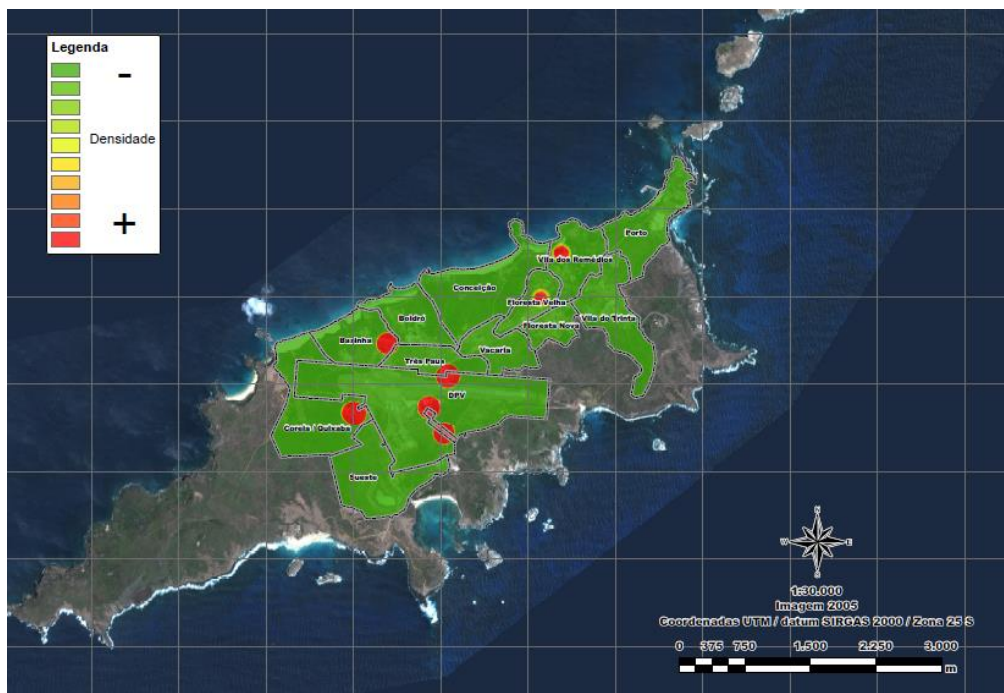 Legenda
-
Densidade
+
Porto
Vila dos Remédios
Conceição
Floresta Velha
Boldró
Floresta Nova
Vila do Trinta
Basinha
Vacaria
Três Paus
DPV
Sueste
N
W E
S
1:30.000
Imagem 2005
Coordenadas UTM / datum SIRGAS 2000 / Zona 25 S
0 375 750 1.500 2.250 3.000
m